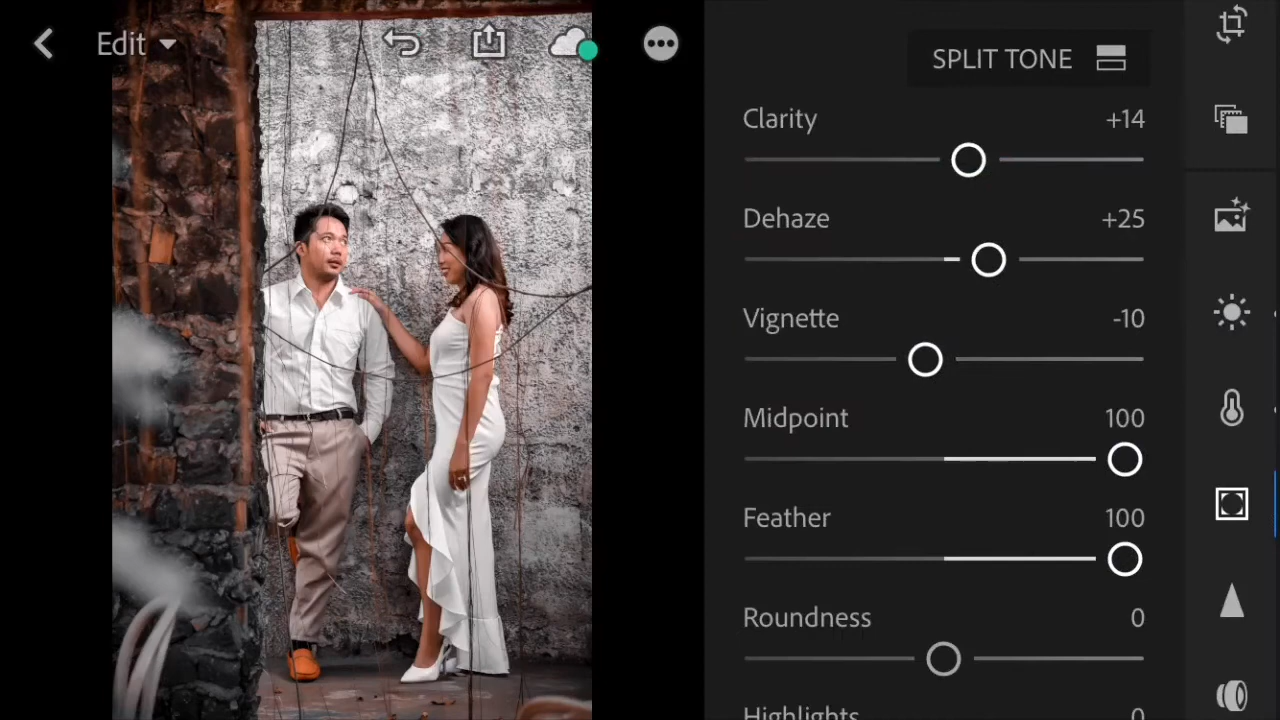 Edit
SPLIT TONE
Clarity +14
Dehaze +25
Vignette -10
Midpoint 100
Feather 100
Roundness 0
Highlights 0